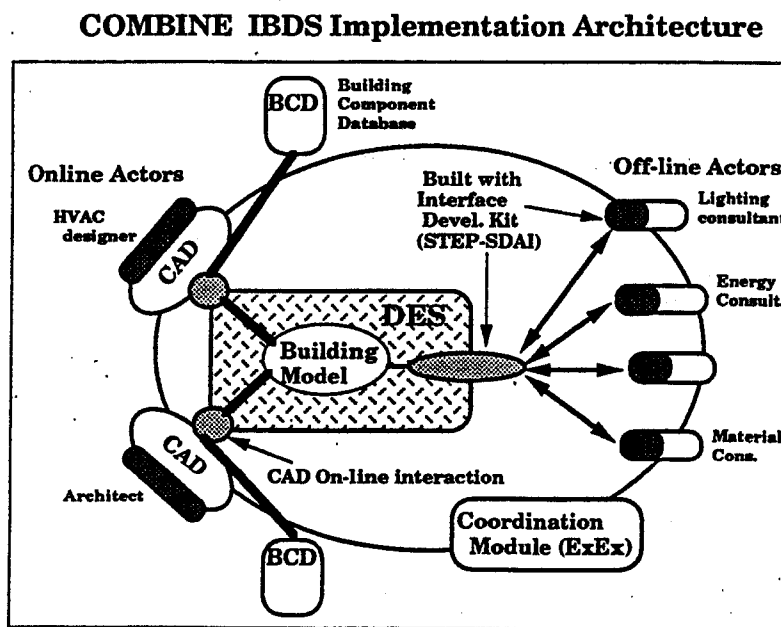 COMBINE IBDS Implementation Architecture
BCD
Building
Component
Database
Online Actors
Off-line Actors
HVAC
designer
CAD
Built with
Interface
Devel. Kit
(STEP-SDAI)
Lighting
consultant
Energy
Consult.
DES
Building
Model
CAD
Architect
CAD On-line interaction
Material
Cons.
BCD
Coordination
Module (ExEx)